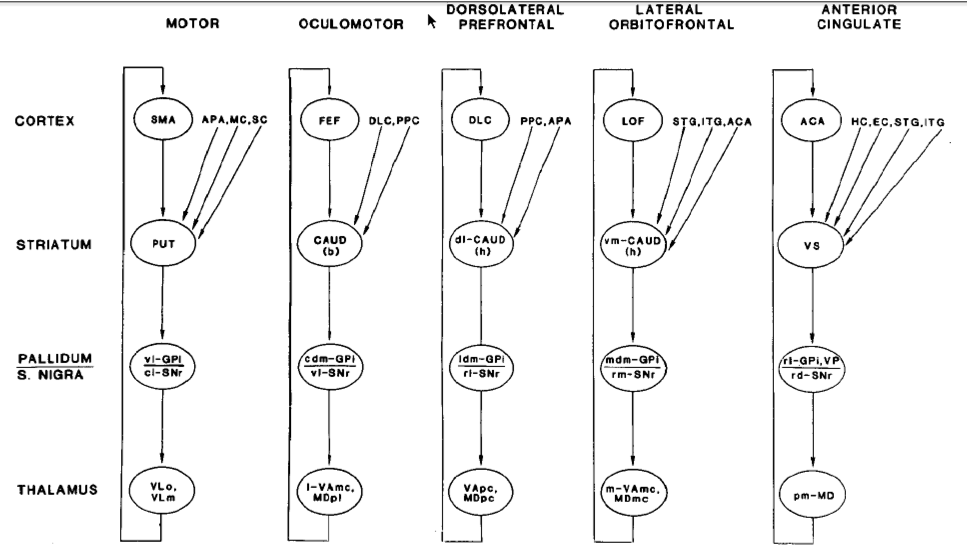 MOTOR
OCULOMOTOR
DORSOLATERAL
PREFRONTAL
LATERAL
ORBITOFRONTAL
ANTERIOR
CINGULATE
CORTEX
SMA
APA,MC,SC
FEF
DLC,PPC
DLC
PPC,APA
LOF
STG,ITG,ACA
ACA
HC,EC,STG,ITG
STRIATUM
PUT
CAUD
(b)
dl-CAUD
(h)
vm-CAUD
(h)
VS
PALLIDUM
S. NIGRA
vl-GPi
cl-SNr
cdm-GPi
vl-SNr
ldm-GPi
rl-SNr
mdm-GPi
rm-SNr
rl-GPi,VP
rd-SNr
THALAMUS
VLo,
VLm
l-VAmc,
MDpl
VApc,
MDpc
m-VAmc,
MDmc
pm-MD